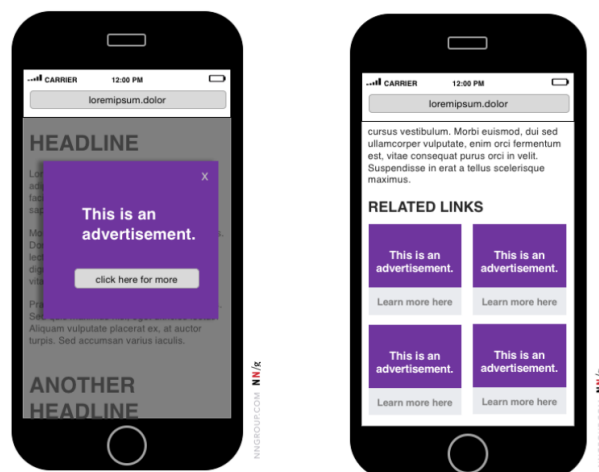 CARRIER 12:00 PM
loremipsum.dolor
HEADLINE
X
This is an
advertisement.
click here for more
Aliquam vulputate placerat ex, at auctor
turpis. Sed accumsan varius iaculis.
ANOTHER
HEADLINE
NNGROUP.COM NN/g
CARRIER 12:00 PM
loremipsum.dolor
cursus vestibulum. Morbi euismod, dui sed
ullamcorper vulputate, enim orci fermentum
est, vitae consequat purus orci in velit.
Suspendisse in erat a tellus scelerisque
maximus.
RELATED LINKS
This is an
advertisement.
Learn more here
This is an
advertisement.
Learn more here
This is an
advertisement.
Learn more here
This is an
advertisement.
Learn more here